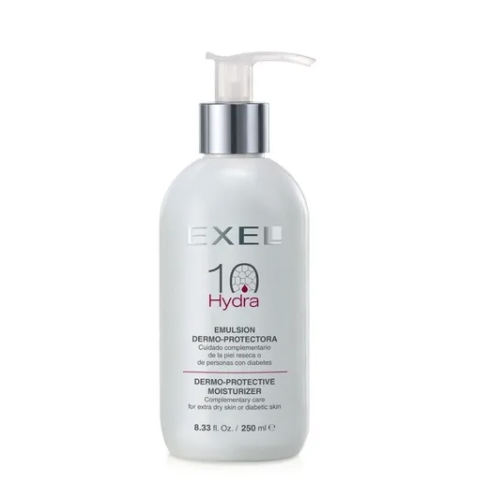 EXEL
10
Hydra
EMULSION
DERMO-PROTECTORA
Cuidado complementario
de la piel reseca o
de personas con diabetes
DERMO-PROTECTIVE
MOISTURIZER
Complementary care
for extra dry skin or diabetic skin
8.33 fl. Oz. / 250 ml ℮